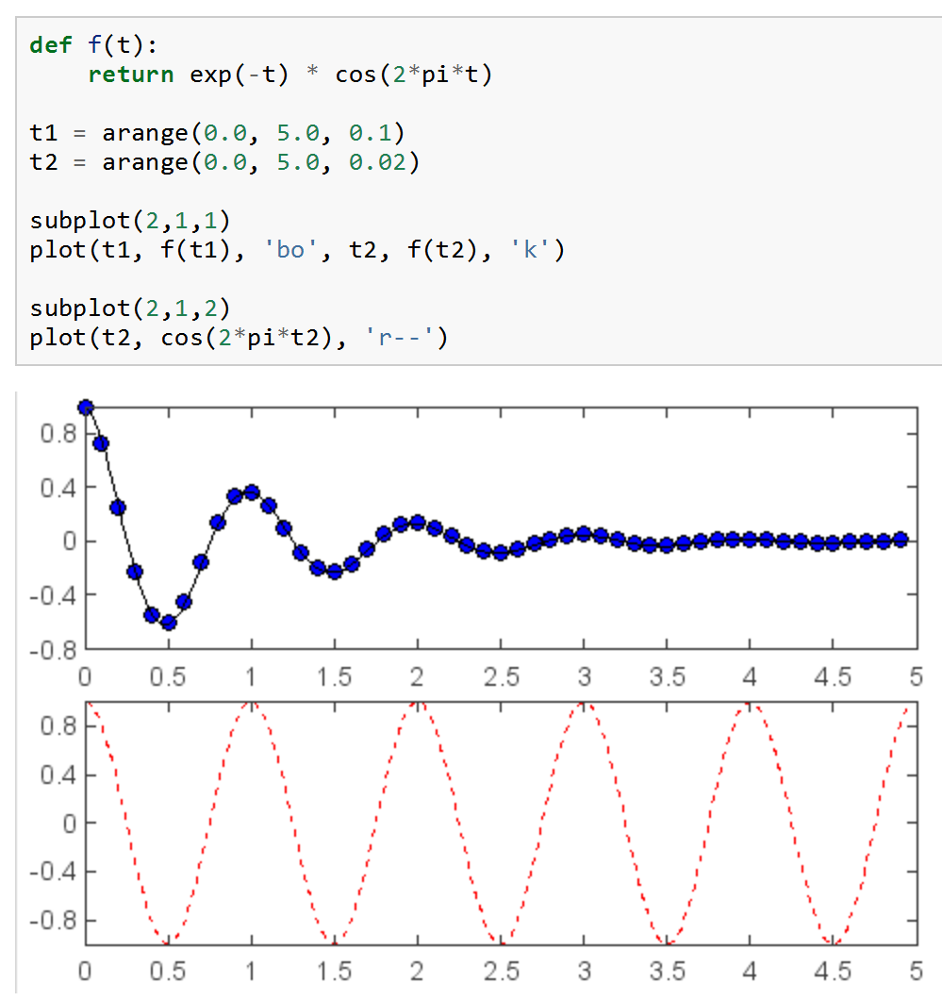 def f(t):
    return exp(-t) * cos(2*pi*t)
t1 = arange(0.0, 5.0, 0.1)
t2 = arange(0.0, 5.0, 0.02)
subplot(2,1,1)
plot(t1, f(t1), 'bo', t2, f(t2), 'k')
subplot(2,1,2)
plot(t2, cos(2*pi*t2), 'r--')
0.8
0.4
0
-0.4
-0.8
0 0.5 1 1.5 2 2.5 3 3.5 4 4.5 5
0.8
0.4
0
-0.4
-0.8
0 0.5 1 1.5 2 2.5 3 3.5 4 4.5 5